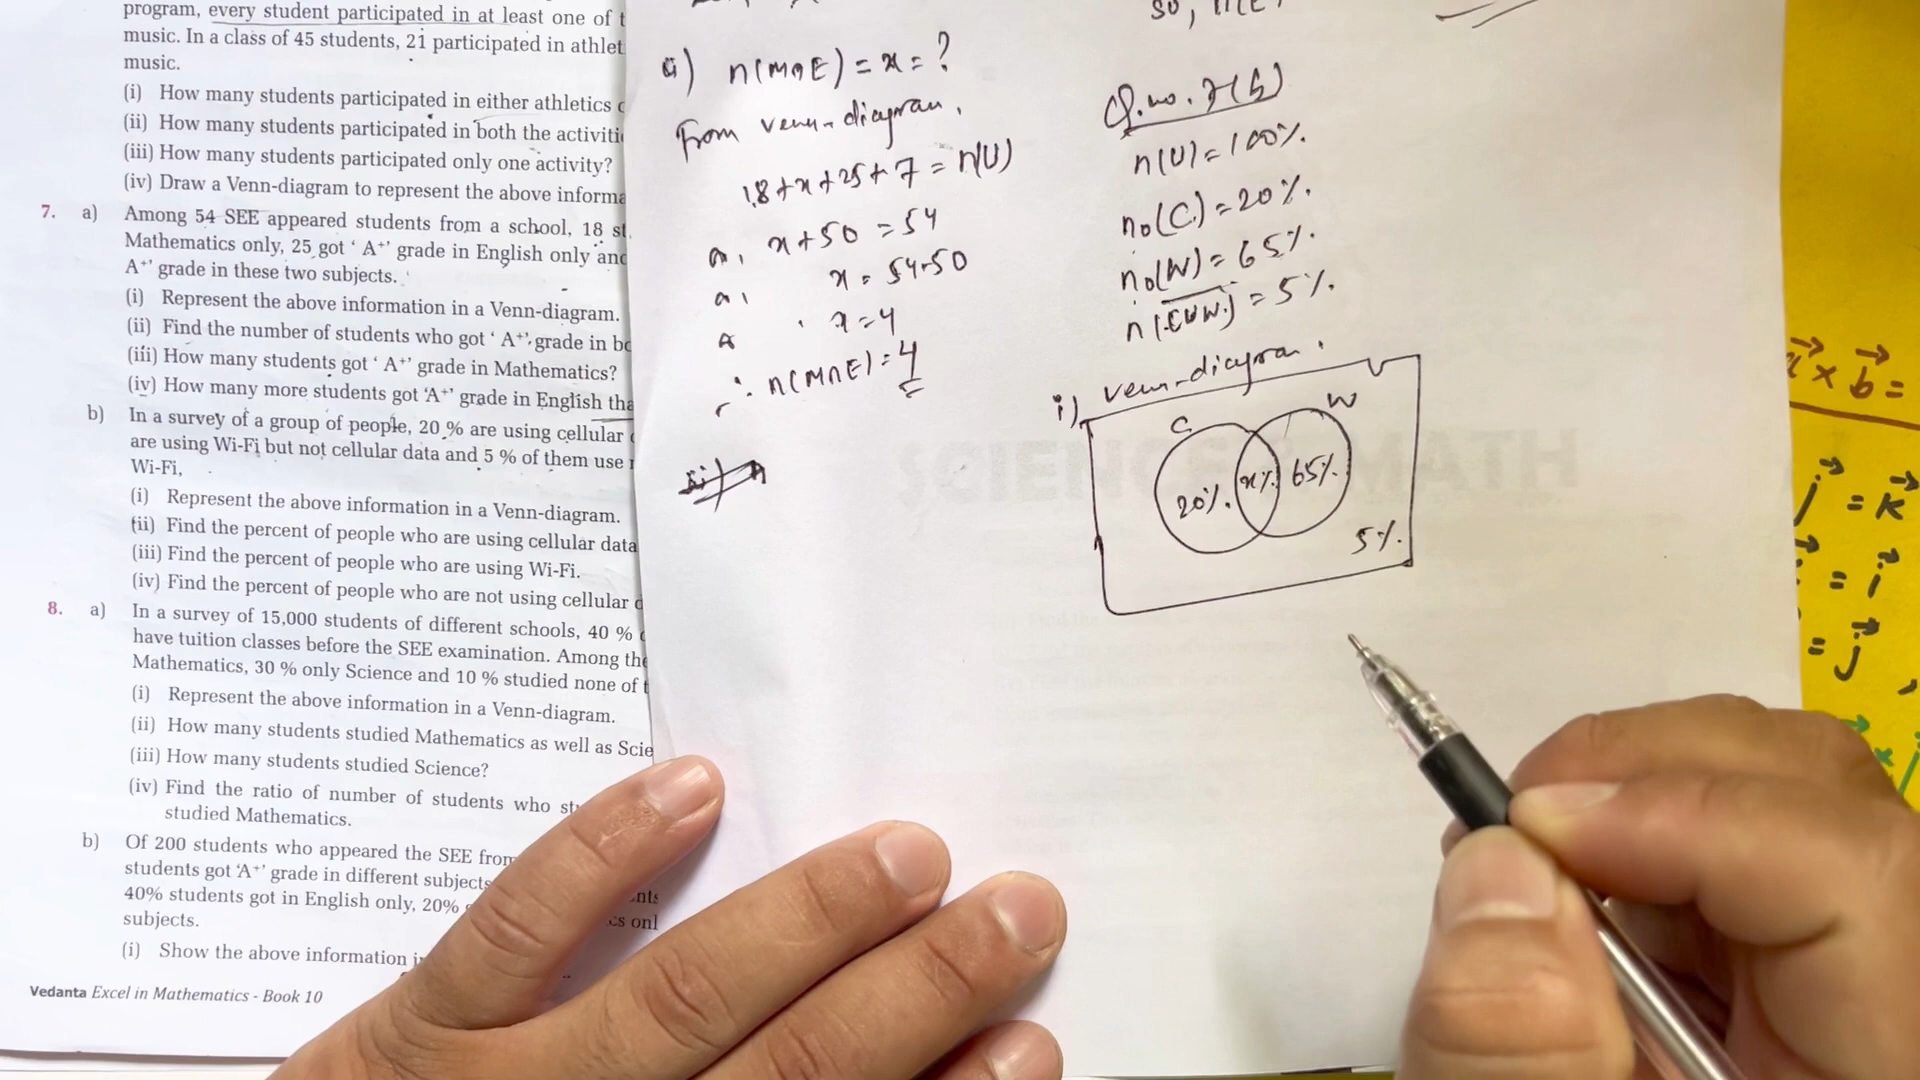 program, every student participated in at least one of t
music. In a class of 45 students, 21 participated in athlet
music.
(i) How many students participated in either athletics
(ii) How many students participated in both the activiti
(iii) How many students participated only one activity?
(iv) Draw a Venn-diagram to represent the above informa
7. a) Among 54 SEE appeared students from a school, 18 st
Mathematics only, 25 got ‘ A⁺’ grade in English only and
A⁺’ grade in these two subjects.
(i) Represent the above information in a Venn-diagram.
(ii) Find the number of students who got ‘ A⁺’ grade in bo
(iii) How many students got ‘ A⁺’ grade in Mathematics?
(iv) How many more students got ‘A⁺’ grade in English tha
b) In a survey of a group of people, 20 % are using cellular
are using Wi-Fi but not cellular data and 5 % of them use
Wi-Fi,
(i) Represent the above information in a Venn-diagram.
(ii) Find the percent of people who are using cellular data
(iii) Find the percent of people who are using Wi-Fi.
(iv) Find the percent of people who are not using cellular
8. a) In a survey of 15,000 students of different schools, 40 %
have tuition classes before the SEE examination. Among the
Mathematics, 30 % only Science and 10 % studied none of t
(i) Represent the above information in a Venn-diagram.
(ii) How many students studied Mathematics as well as Scie
(iii) How many students studied Science?
(iv) Find the ratio of number of students who st
studied Mathematics.
b) Of 200 students who appeared the SEE from
students got ‘A⁺’ grade in different subjects
40% students got in English only, 20%
subjects.
(i) Show the above information i
Vedanta Excel in Mathematics - Book 10
nts
cs onl
so,
a) n(M∩E) = x = ?
From venn-diagram,
18+x+25+7 = n(U)
x+50 = 54
x = 54-50
x = 4
∴ n(M∩E) = 4
Q.no. 7(b)
n(U) = 100%.
n₀(C) = 20%.
n₀(W) = 65%.
n(C∪W) = 5%.
i) venn-diagram.
C W U
20%. x% 65%.
5%.
SCIENCE MATH
x b⃗ =
j⃗ = k⃗
= i⃗
= j⃗ ,